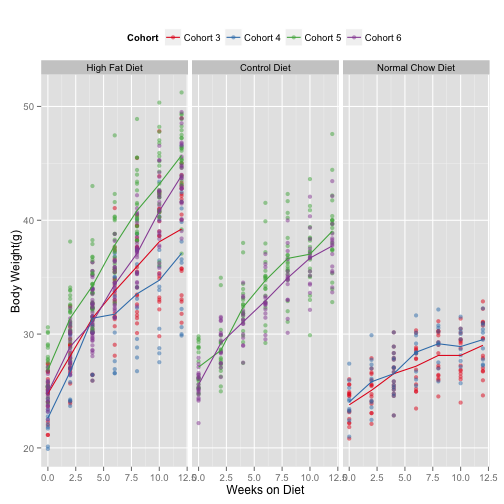 Cohort Cohort 3 Cohort 4 Cohort 5 Cohort 6
High Fat Diet Control Diet Normal Chow Diet
50
40
30
20
Body Weight(g)
0.0 2.5 5.0 7.5 10.0 12.5 0.0 2.5 5.0 7.5 10.0 12.5 0.0 2.5 5.0 7.5 10.0 12.5
Weeks on Diet